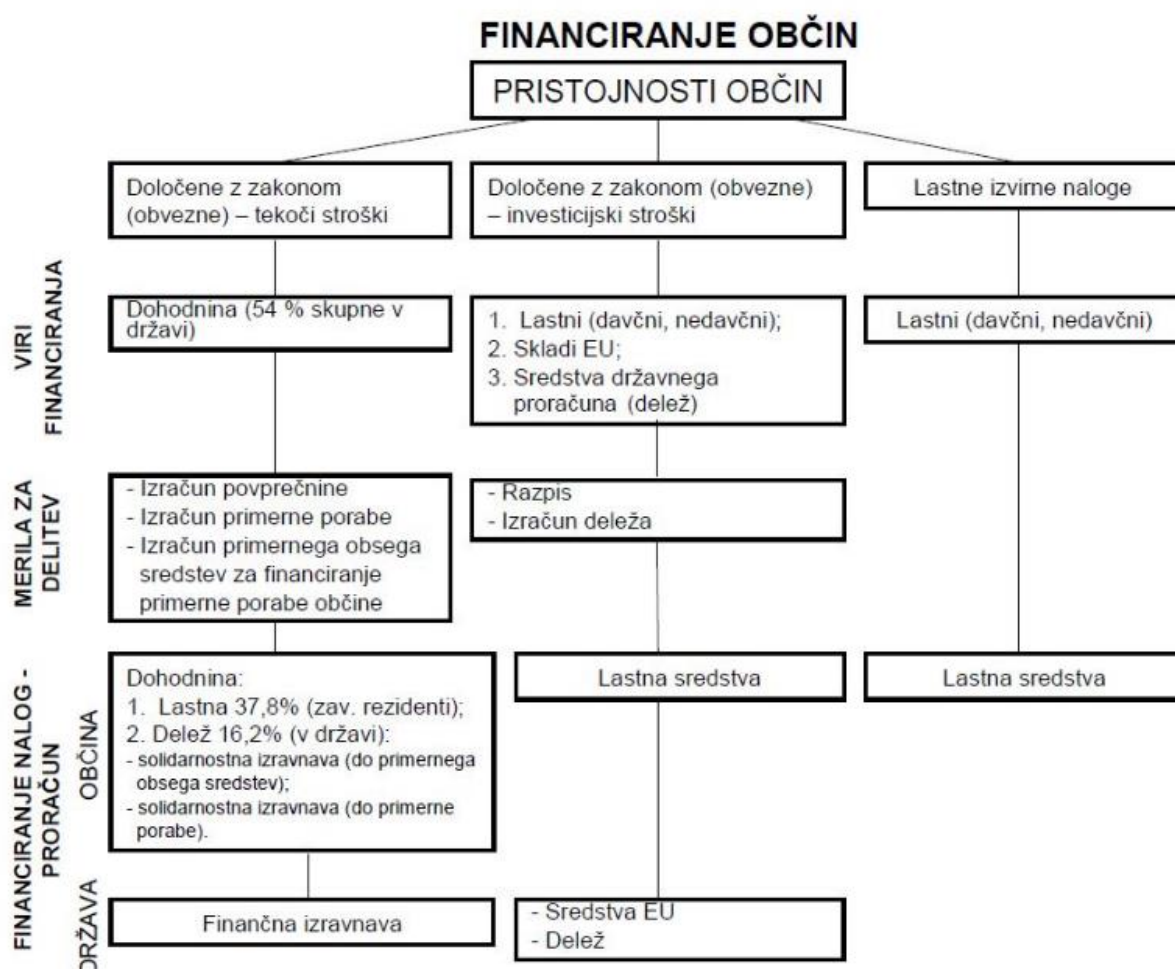 FINANCIRANJE OBČIN
PRISTOJNOSTI OBČIN
Določene z zakonom
(obvezne) – tekoči stroški
Določene z zakonom (obvezne)
– investicijski stroški
Lastne izvirne naloge
VIRI
FINANCIRANJA
Dohodnina (54 % skupne v
državi)
1. Lastni (davčni, nedavčni);
2. Skladi EU;
3. Sredstva državnega
proračuna (delež)
Lastni (davčni, nedavčni)
MERILA ZA
DELITEV
- Izračun povprečnine
- Izračun primerne porabe
- Izračun primernega obsega
sredstev za financiranje
primerne porabe občine
- Razpis
- Izračun deleža
FINANCIRANJE NALOG -
PRORAČUN
OBČINA
Dohodnina:
1. Lastna 37,8% (zav. rezidenti);
2. Delež 16,2% (v državi):
- solidarnostna izravnava (do primernega
obsega sredstev);
- solidarnostna izravnava (do primerne
porabe).
Lastna sredstva
Lastna sredstva
DRŽAVA
Finančna izravnava
- Sredstva EU
- Delež